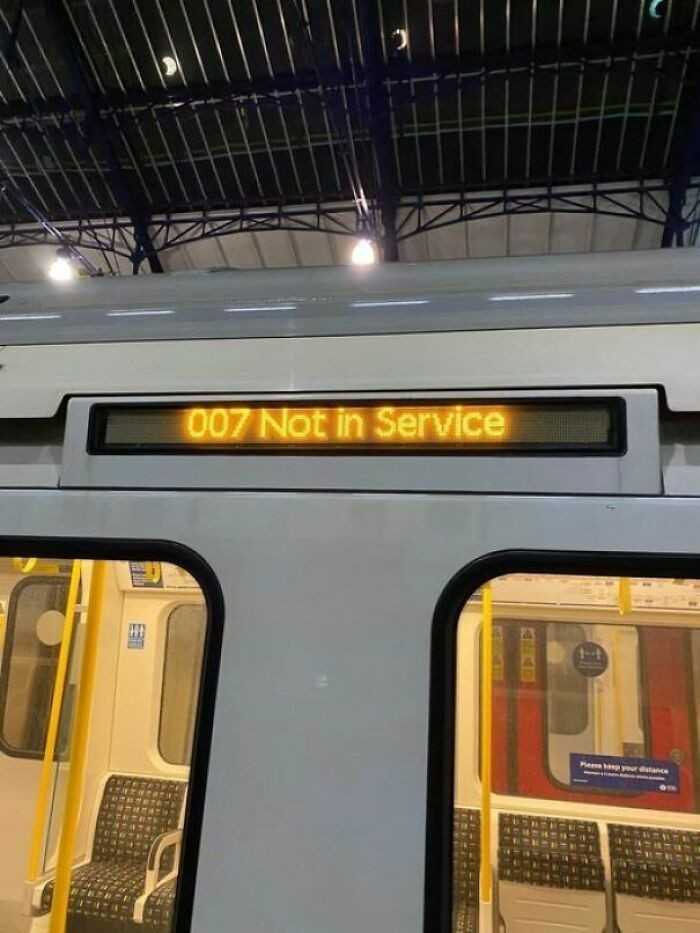 007 Not in Service
Please keep your distance